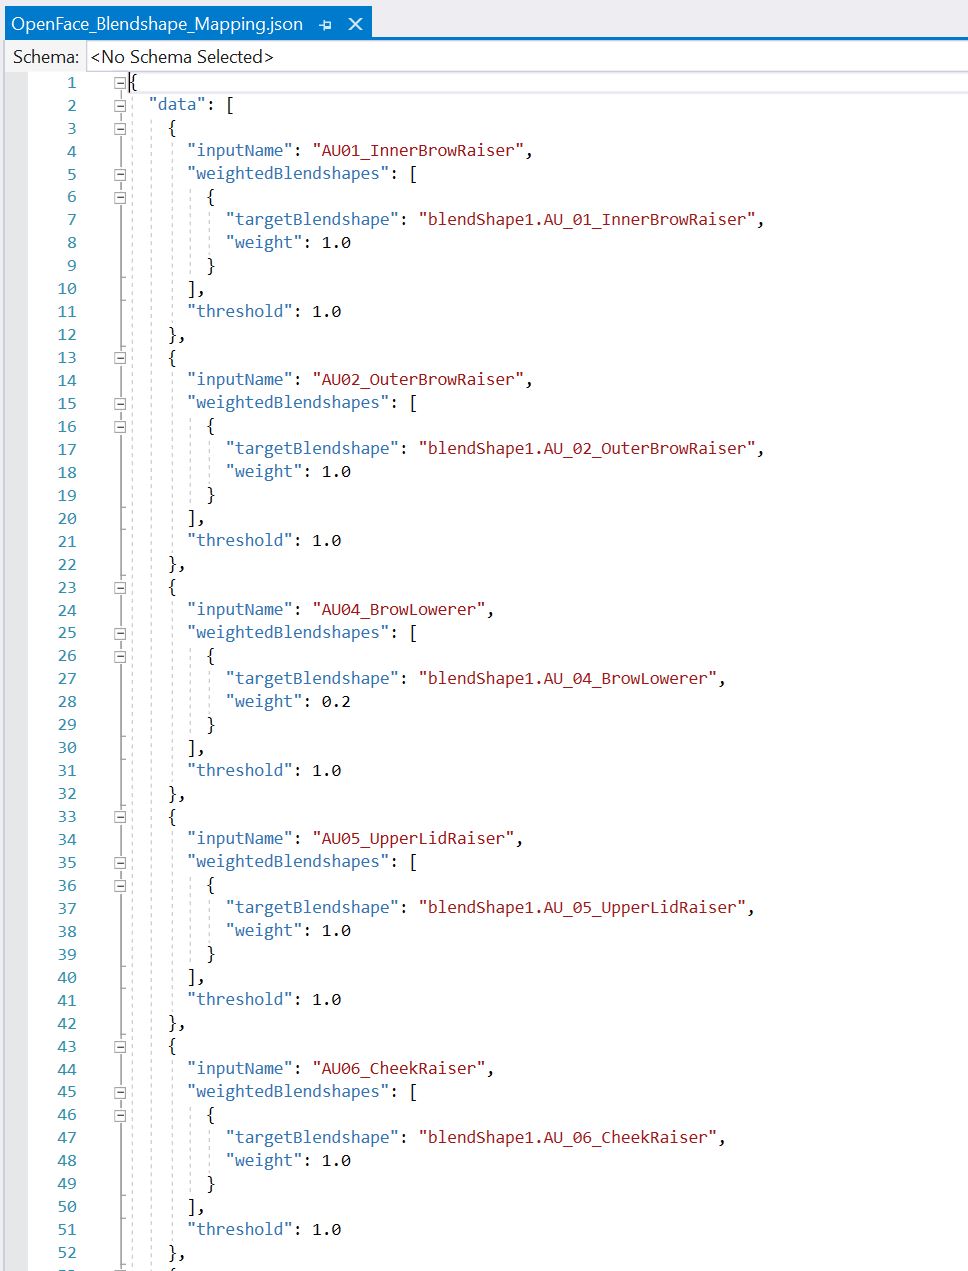 OpenFace_Blendshape_Mapping.json
Schema: <No Schema Selected>
1 {
2 "data": [
3 {
4 "inputName": "AU01_InnerBrowRaiser",
5 "weightedBlendshapes": [
6 {
7 "targetBlendshape": "blendShape1.AU_01_InnerBrowRaiser",
8 "weight": 1.0
9 }
10 ],
11 "threshold": 1.0
12 },
13 {
14 "inputName": "AU02_OuterBrowRaiser",
15 "weightedBlendshapes": [
16 {
17 "targetBlendshape": "blendShape1.AU_02_OuterBrowRaiser",
18 "weight": 1.0
19 }
20 ],
21 "threshold": 1.0
22 },
23 {
24 "inputName": "AU04_BrowLowerer",
25 "weightedBlendshapes": [
26 {
27 "targetBlendshape": "blendShape1.AU_04_BrowLowerer",
28 "weight": 0.2
29 }
30 ],
31 "threshold": 1.0
32 },
33 {
34 "inputName": "AU05_UpperLidRaiser",
35 "weightedBlendshapes": [
36 {
37 "targetBlendshape": "blendShape1.AU_05_UpperLidRaiser",
38 "weight": 1.0
39 }
40 ],
41 "threshold": 1.0
42 },
43 {
44 "inputName": "AU06_CheekRaiser",
45 "weightedBlendshapes": [
46 {
47 "targetBlendshape": "blendShape1.AU_06_CheekRaiser",
48 "weight": 1.0
49 }
50 ],
51 "threshold": 1.0
52 },